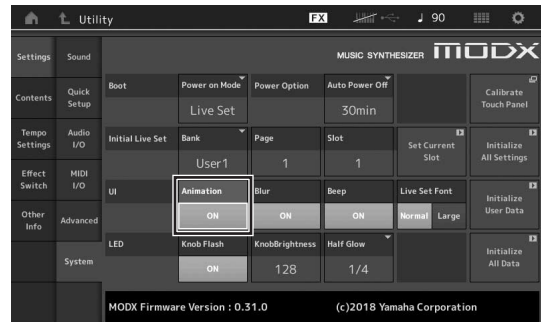 Utility FX 90
MUSIC SYNTHESIZER MODX
Settings
Sound
Contents
Quick
Setup
Tempo
Settings
Audio
I/O
Effect
Switch
MIDI
I/O
Other
Info
Advanced
System
Boot
Power on Mode
Live Set
Power Option
Auto Power Off
30min
Calibrate
Touch Panel
Initial Live Set
Bank
User1
Page
1
Slot
1
Set Current
Slot
Initialize
All Settings
UI
Animation
ON
Blur
ON
Beep
ON
Live Set Font
Normal Large
Initialize
User Data
LED
Knob Flash
ON
KnobBrightness
128
Half Glow
1/4
Initialize
All Data
MODX Firmware Version : 0.31.0 (c)2018 Yamaha Corporation